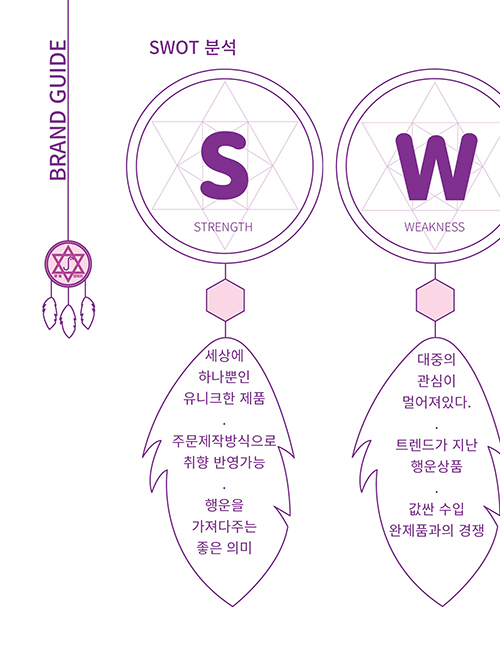 BRAND GUIDE
SWOT 분석
S
STRENGTH
세상에
하나뿐인
유니크한 제품
.
주문제작방식으로
취향 반영가능
.
행운을
가져다주는
좋은 의미
W
WEAKNESS
대중의
관심이
멀어져있다.
.
트렌드가 지난
행운상품
.
값싼 수입
완제품과의 경쟁